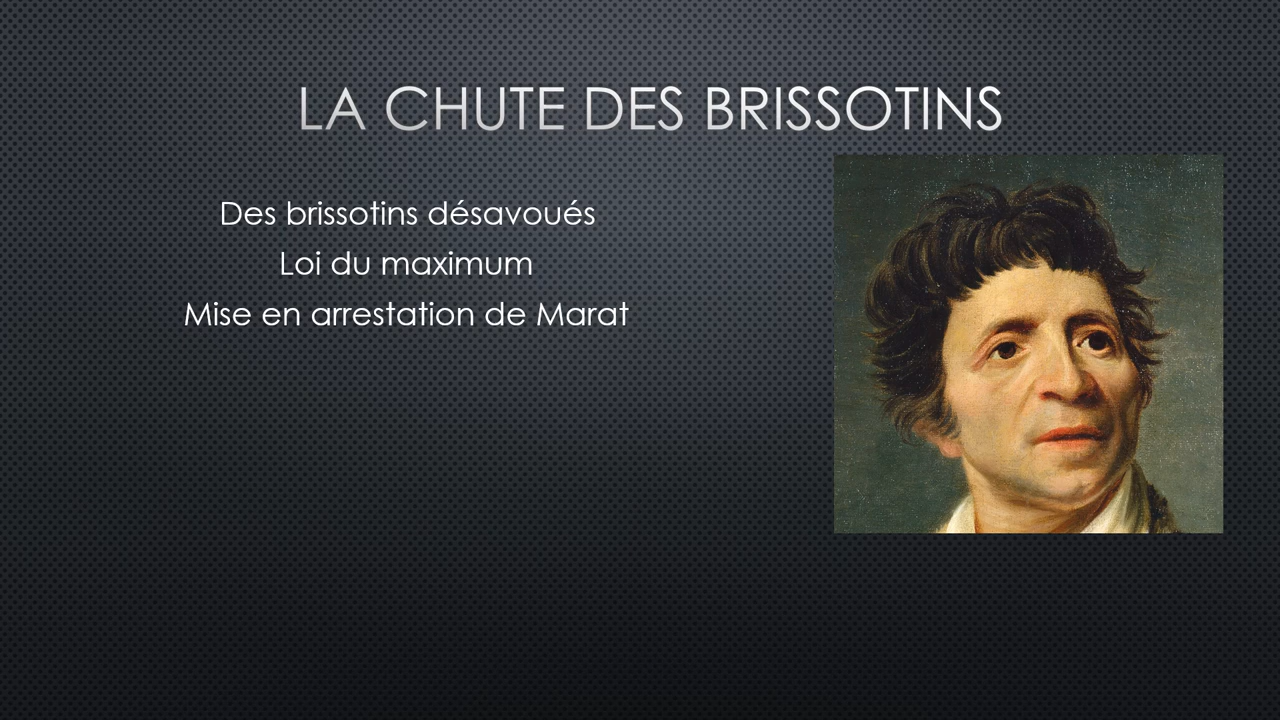 LA CHUTE DES BRISSOTINS
Des brissotins désavoués
Loi du maximum
Mise en arrestation de Marat